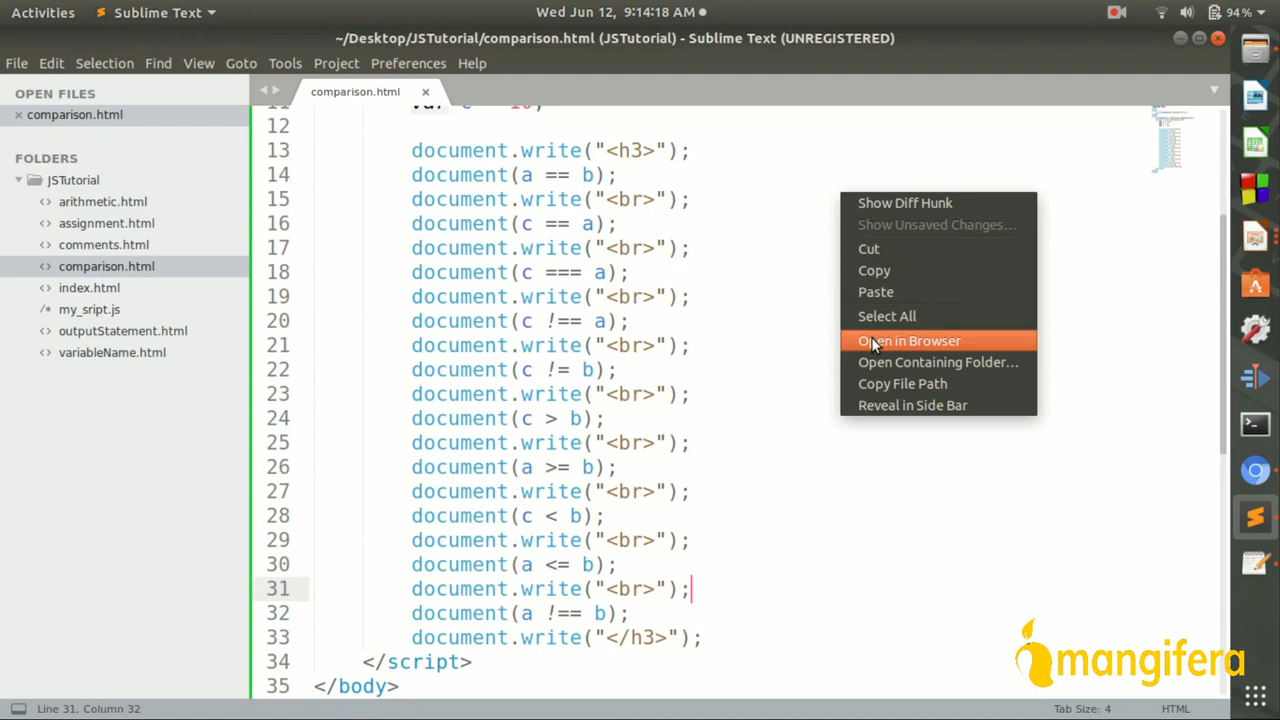 Activities Sublime Text Wed Jun 12, 9:14:18 AM 94%
~/Desktop/JSTutorial/comparison.html (JSTutorial) - Sublime Text (UNREGISTERED)
File Edit Selection Find View Goto Tools Project Preferences Help
OPEN FILES
comparison.html
FOLDERS
JSTutorial
arithmetic.html
assignment.html
comments.html
comparison.html
index.html
my_sript.js
outputStatement.html
variableName.html
comparison.html
12
13 document.write("<h3>");
14 document(a == b);
15 document.write("<br>");
16 document(c == a);
17 document.write("<br>");
18 document(c === a);
19 document.write("<br>");
20 document(c !== a);
21 document.write("<br>");
22 document(c != b);
23 document.write("<br>");
24 document(c > b);
25 document.write("<br>");
26 document(a >= b);
27 document.write("<br>");
28 document(c < b);
29 document.write("<br>");
30 document(a <= b);
31 document.write("<br>");
32 document(a !== b);
33 document.write("</h3>");
34 </script>
35 </body>
Show Diff Hunk
Show Unsaved Changes...
Cut
Copy
Paste
Select All
Open in Browser
Open Containing Folder...
Copy File Path
Reveal in Side Bar
mangifera
Line 31, Column 32 Tab Size: 4 HTML